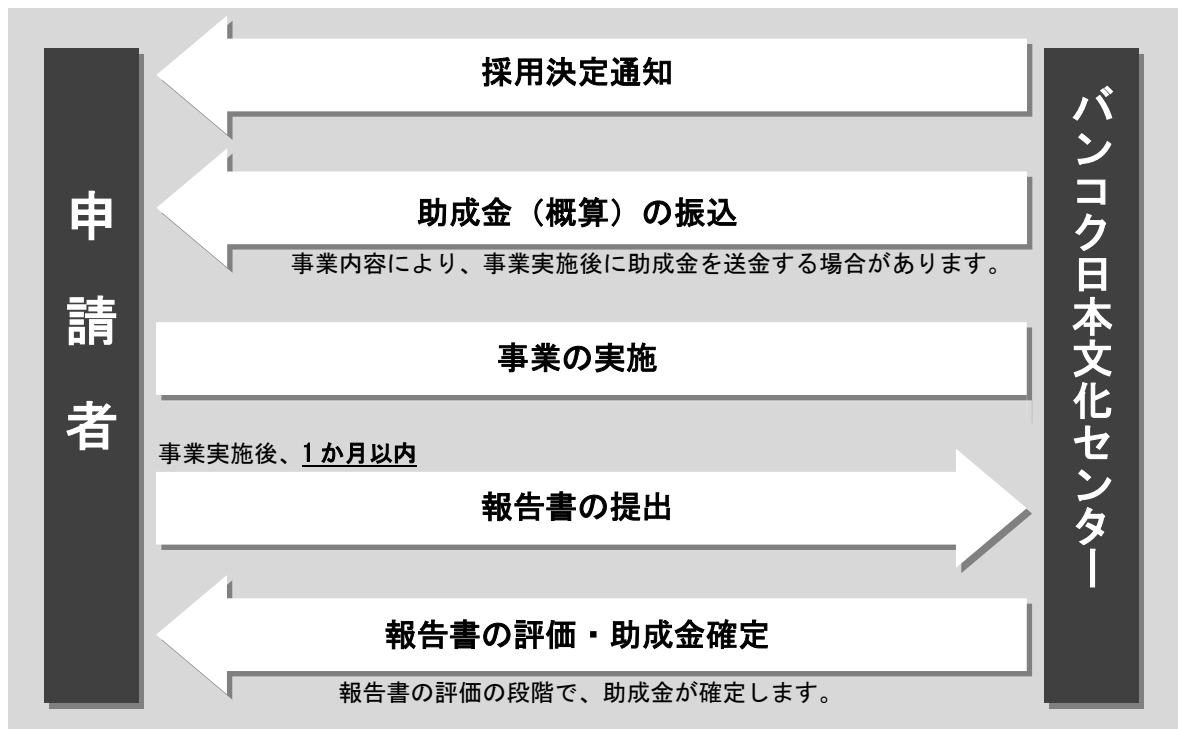 申請者
バンコク日本文化センター
採用決定通知
助成金（概算）の振込
事業内容により、事業実施後に助成金を送金する場合があります。
事業の実施
事業実施後、1か月以内
報告書の提出
報告書の評価・助成金確定
報告書の評価の段階で、助成金が確定します。